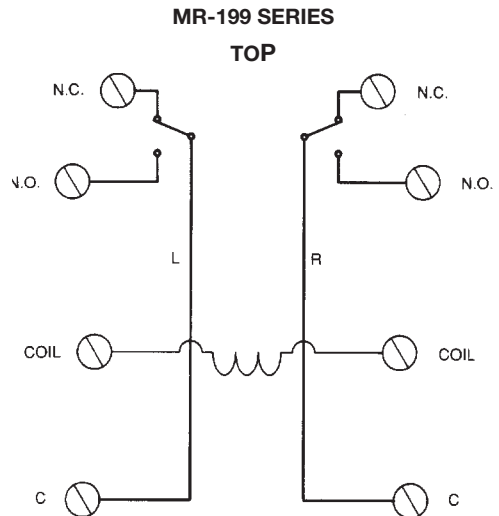 MR-199 SERIES
TOP
N.C. N.C.
N.O. N.O.
L R
COIL COIL
C C